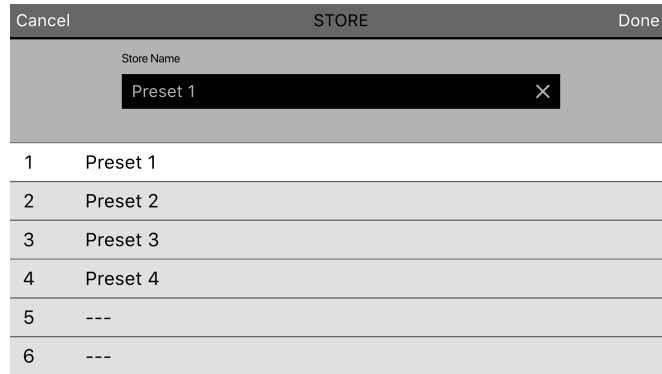 Cancel STORE Done
Store Name
Preset 1
1 Preset 1
2 Preset 2
3 Preset 3
4 Preset 4
5 ---
6 ---